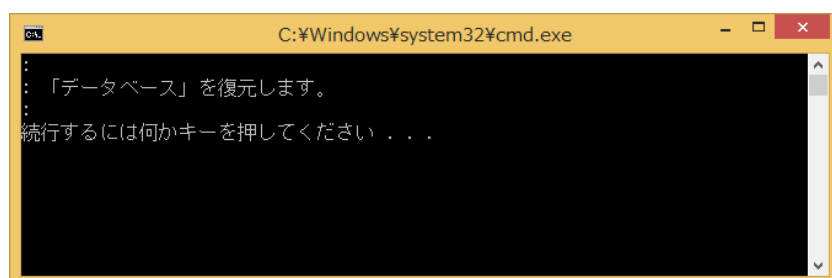 C:¥Windows¥system32¥cmd.exe
:
: 「データベース」を復元します。
:
続行するには何かキーを押してください . . .